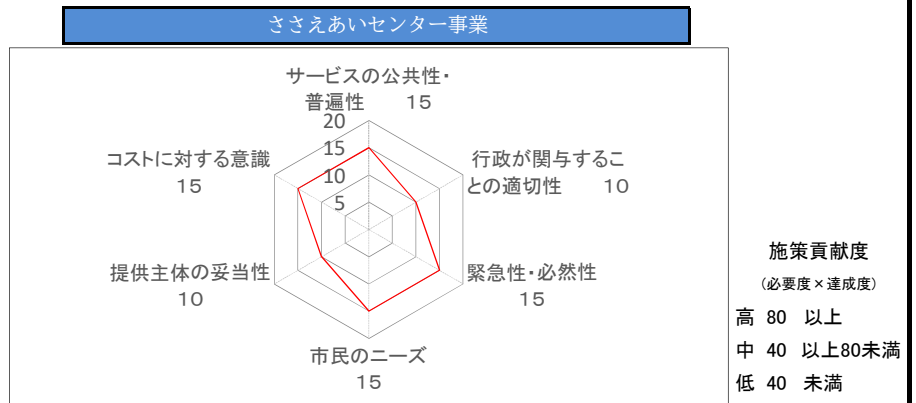 ささえあいセンター事業
サービスの公共性・
普遍性 15
20
15
10
5
コストに対する意識
15
行政が関与するこ
との適切性 10
提供主体の妥当性
10
緊急性・必然性
15
市民のニーズ
15
施策貢献度
（必要度×達成度）
高 80 以上
中 40 以上80未満
低 40 未満